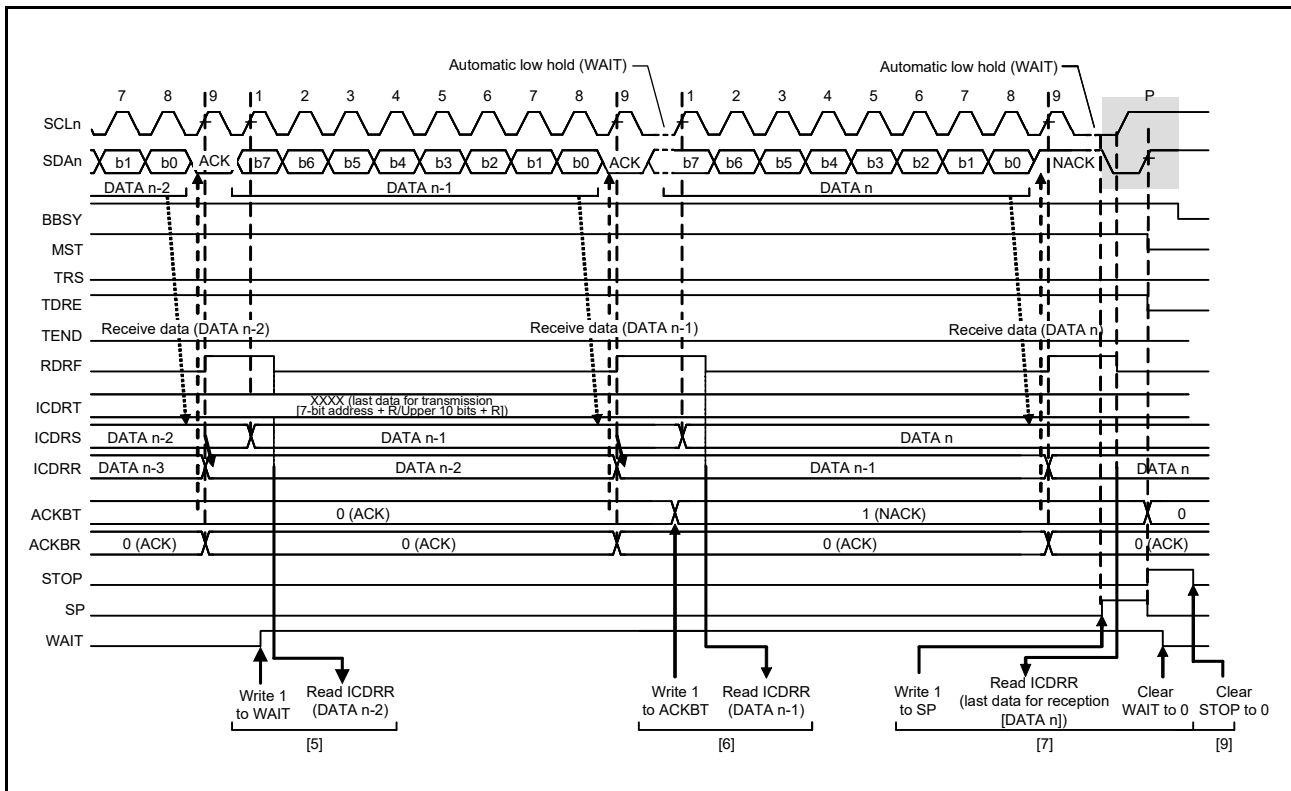 Automatic low hold (WAIT)
Automatic low hold (WAIT)
7 8 9 1 2 3 4 5 6 7 8 9 1 2 3 4 5 6 7 8 9 P
SCLn
SDAn b1 b0 ACK b7 b6 b5 b4 b3 b2 b1 b0 ACK b7 b6 b5 b4 b3 b2 b1 b0 NACK
DATA n-2 DATA n-1 DATA n
BBSY
MST
TRS
TDRE
TEND Receive data (DATA n-2) Receive data (DATA n-1) Receive data (DATA n)
RDRF
ICDRT XXXX (last data for transmission
[7-bit address + R/Upper 10 bits + R])
ICDRS DATA n-2 DATA n-1 DATA n
ICDRR DATA n-3 DATA n-2 DATA n-1 DATA n
ACKBT 0 (ACK) 1 (NACK) 0
ACKBR 0 (ACK) 0 (ACK) 0 (ACK) 0 (ACK)
STOP
SP
WAIT
Write 1
to WAIT
Read ICDRR
(DATA n-2)
[5]
Write 1
to ACKBT
Read ICDRR
(DATA n-1)
[6]
Write 1
to SP
Read ICDRR
(last data for reception
[DATA n])
Clear
WAIT to 0
[7]
Clear
STOP to 0
[9]